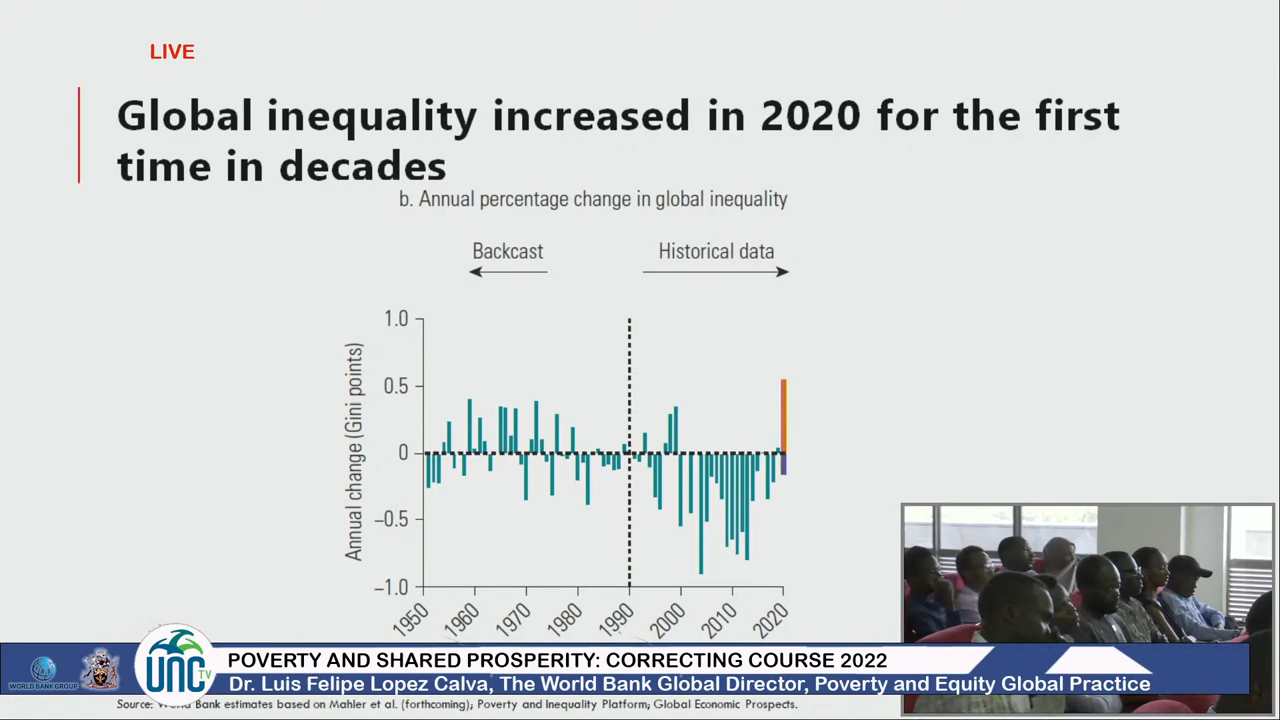 LIVE
Global inequality increased in 2020 for the first
time in decades
b. Annual percentage change in global inequality
Backcast
Historical data
Annual change (Gini points)
1.0
0.5
0
−0.5
−1.0
1950
1960
1970
1980
1990
2000
2010
2020
WORLD BANK GROUP
UNC
TV
POVERTY AND SHARED PROSPERITY: CORRECTING COURSE 2022
Dr. Luis Felipe Lopez Calva, The World Bank Global Director, Poverty and Equity Global Practice
Source: World Bank estimates based on Mahler et al. (forthcoming); Poverty and Inequality Platform; Global Economic Prospects.